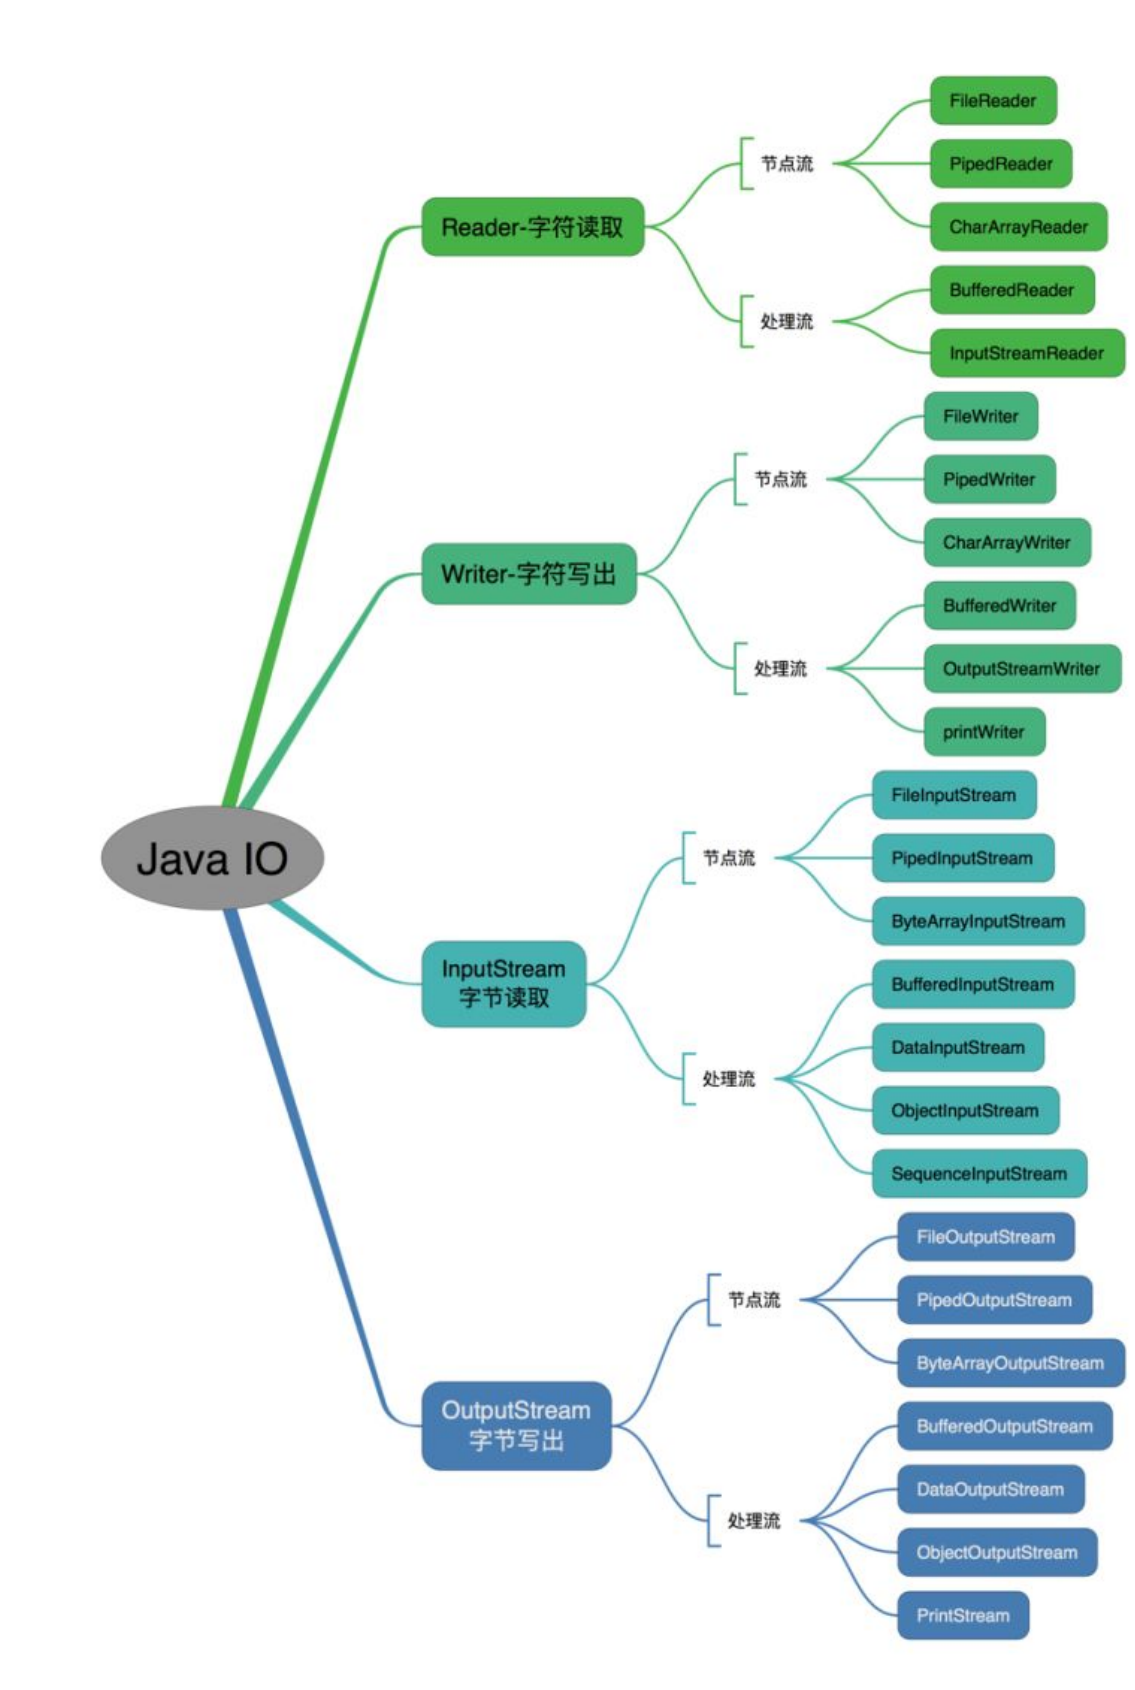 FileReader
节点流
PipedReader
Reader-字符读取
CharArrayReader
处理流
BufferedReader
InputStreamReader
FileWriter
节点流
PipedWriter
CharArrayWriter
Writer-字符写出
BufferedWriter
处理流
OutputStreamWriter
printWriter
Java IO
FileInputStream
节点流
PipedInputStream
ByteArrayInputStream
InputStream
字节读取
BufferedInputStream
DataInputStream
处理流
ObjectInputStream
SequenceInputStream
FileOutputStream
节点流
PipedOutputStream
ByteArrayOutputStream
OutputStream
字节写出
BufferedOutputStream
DataOutputStream
处理流
ObjectOutputStream
PrintStream